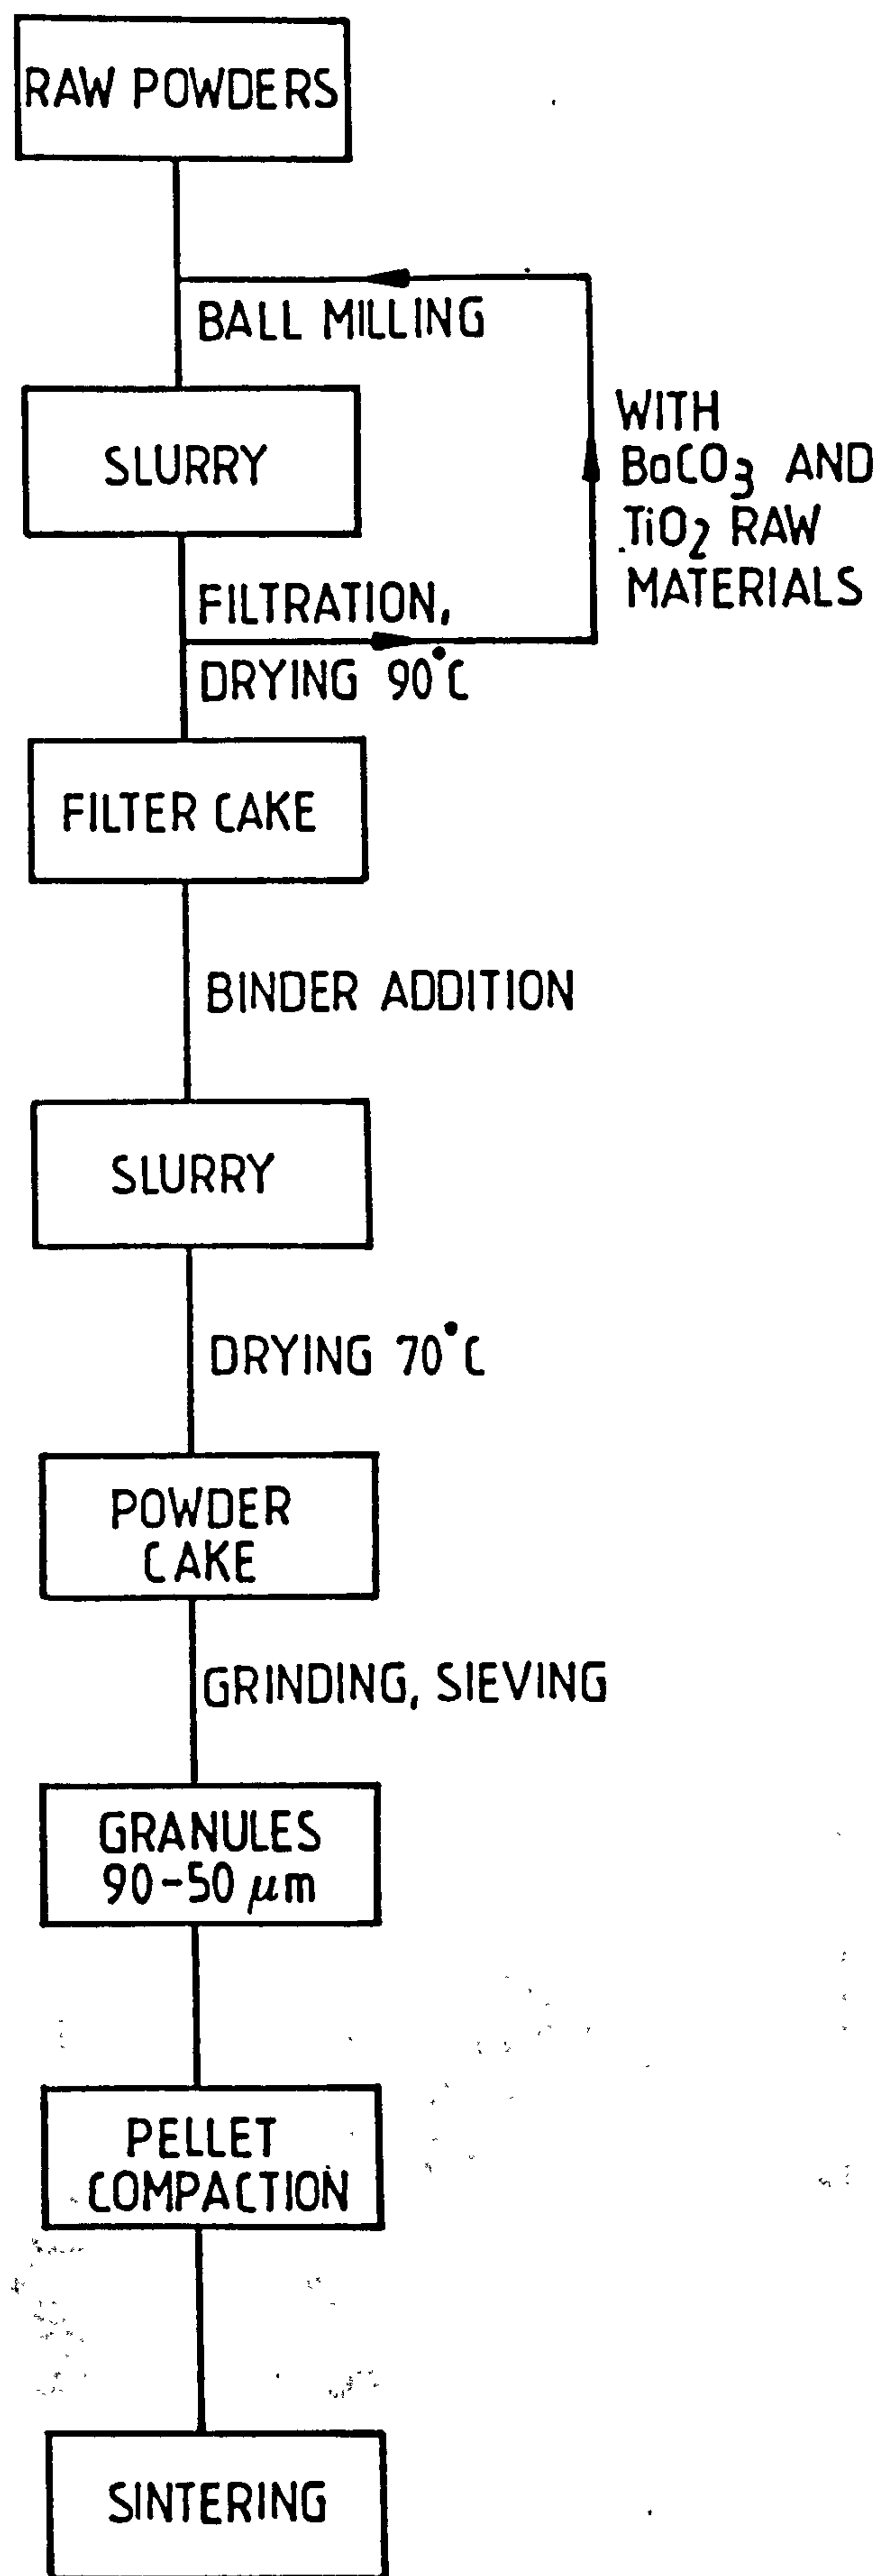 RAW POWDERS
BALL MILLING
WITH
BaCO₃ AND
TiO₂ RAW
MATERIALS
SLURRY
FILTRATION,
DRYING 90°C
FILTER CAKE
BINDER ADDITION
SLURRY
DRYING 70°C
POWDER
CAKE
GRINDING, SIEVING
GRANULES
90-50 μm
PELLET
COMPACTION
SINTERING